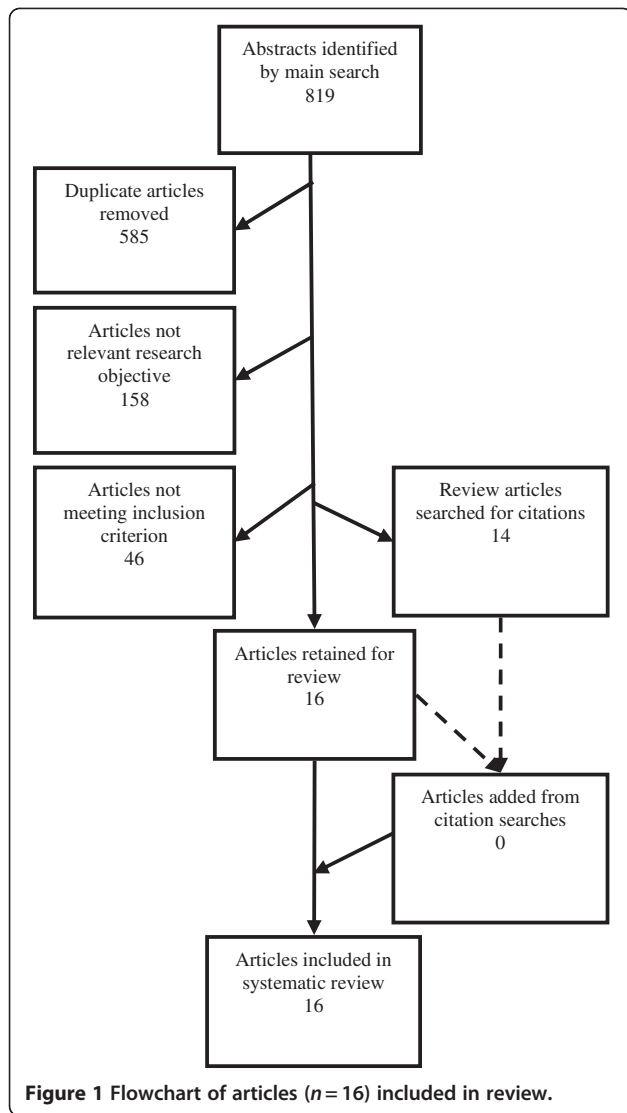 Abstracts identified
by main search
819
Duplicate articles
removed
585
Articles not
relevant research
objective
158
Articles not
meeting inclusion
criterion
46
Review articles
searched for citations
14
Articles retained for
review
16
Articles added from
citation searches
0
Articles included in
systematic review
16
Figure 1 Flowchart of articles (n = 16) included in review.